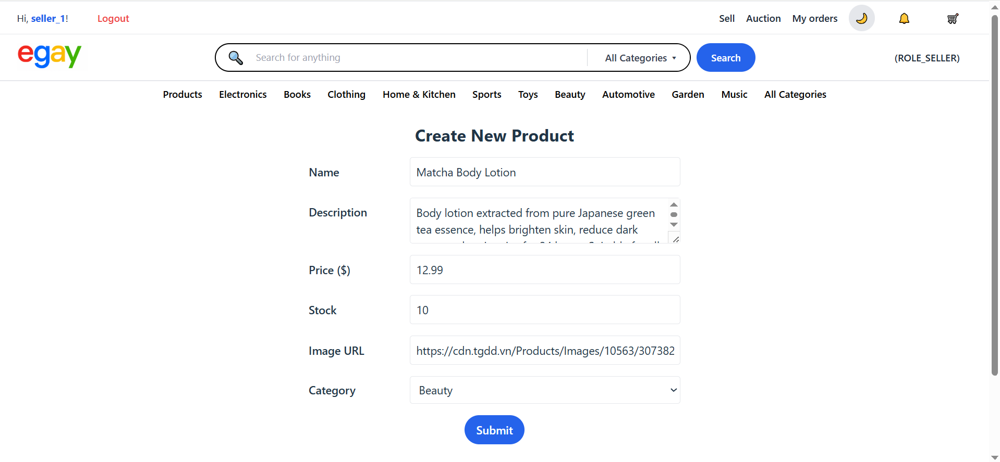 Hi, seller_1! Logout Sell Auction My orders
egay Search for anything All Categories Search (ROLE_SELLER)
Products Electronics Books Clothing Home & Kitchen Sports Toys Beauty Automotive Garden Music All Categories
Create New Product
Name Matcha Body Lotion
Description Body lotion extracted from pure Japanese green
tea essence, helps brighten skin, reduce dark
Price ($) 12.99
Stock 10
Image URL https://cdn.tgdd.vn/Products/Images/10563/307382
Category Beauty
Submit